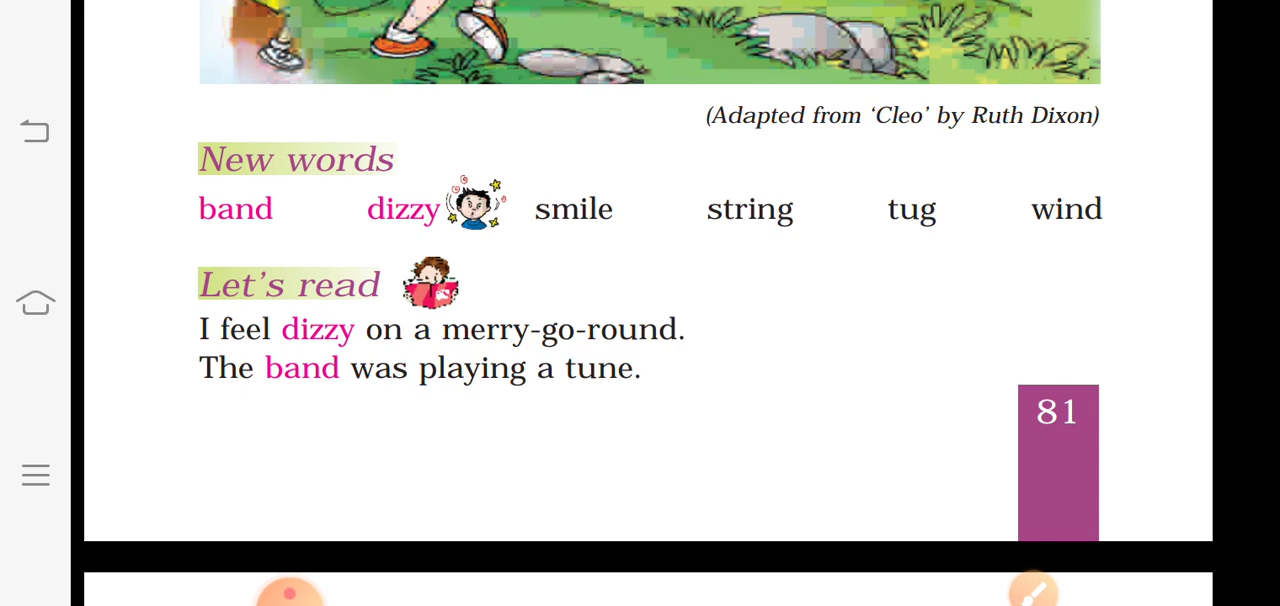 (Adapted from ‘Cleo’ by Ruth Dixon)
New words
band dizzy smile string tug wind
Let’s read
I feel dizzy on a merry-go-round.
The band was playing a tune.
81